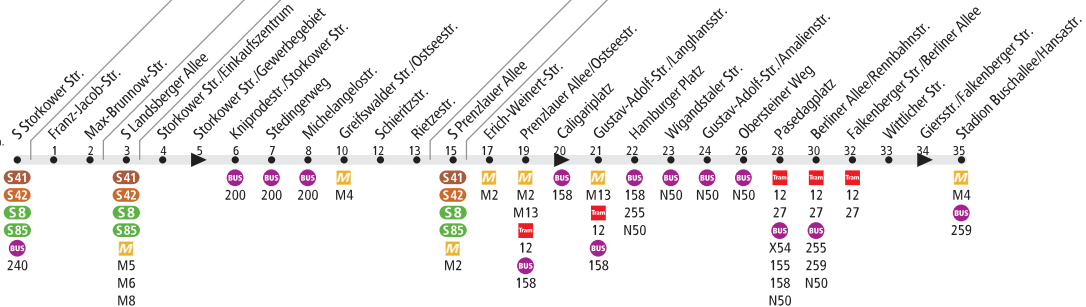 S Storkower Str.
Franz-Jacob-Str.
Max-Brunnow-Str.
S Landsberger Allee
Storkower Str./Einkaufszentrum
Storkower Str./Gewerbegebiet
Kniprodestr./Storkower Str.
Stedingerweg
Michelangelostr.
Greifswalder Str./Ostseestr.
Schieritzstr.
Rietzestr.
S Prenzlauer Allee
Erich-Weinert-Str.
Prenzlauer Allee/Ostseestr.
Caligariplatz
Gustav-Adolf-Str./Langhansstr.
Hamburger Platz
Wigandstaler Str.
Gustav-Adolf-Str./Amalienstr.
Obersteiner Weg
Pasedagplatz
Berliner Allee/Rennbahnstr.
Falkenberger Str./Berliner Allee
Wittlicher Str.
Giersstr./Falkenberger Str.
Stadion Buschallee/Hansastr.
1 2 3 4 5 6 7 8 10 12 13 15 17 19 20 21 22 23 24 26 28 30 32 33 34 35
S41 S41 BUS BUS BUS M S41 M M BUS M BUS BUS BUS BUS Tram Tram Tram M
S42 S42 200 200 200 M4 S42 M2 M2 158 M13 158 N50 N50 N50 12 12 12 M4
S8 S8 S8 M13 Tram 255 27 27 27 BUS
S85 S85 S85 Tram 12 N50 BUS BUS 259
BUS M M 12 BUS X54 255
240 M5 M2 BUS 158 155 259
M6 158 158 N50
M8 N50